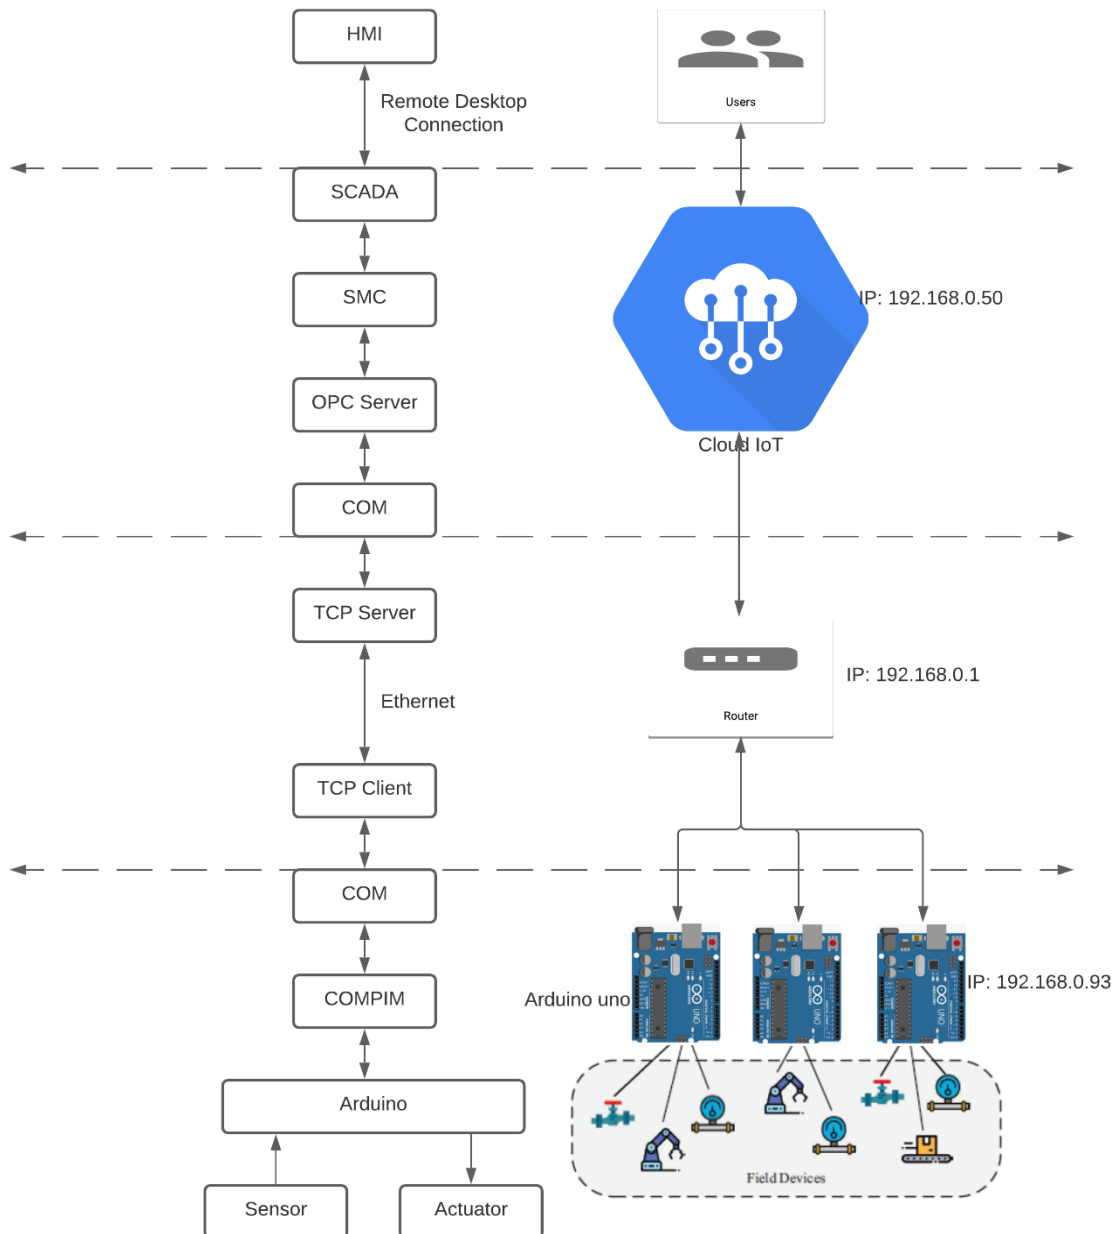 HMI
Users
Remote Desktop
Connection
SCADA
SMC
IP: 192.168.0.50
OPC Server
Cloud IoT
COM
TCP Server
IP: 192.168.0.1
Ethernet
Router
TCP Client
COM
COMPIM
Arduino uno
IP: 192.168.0.93
Arduino
Field Devices
Sensor
Actuator